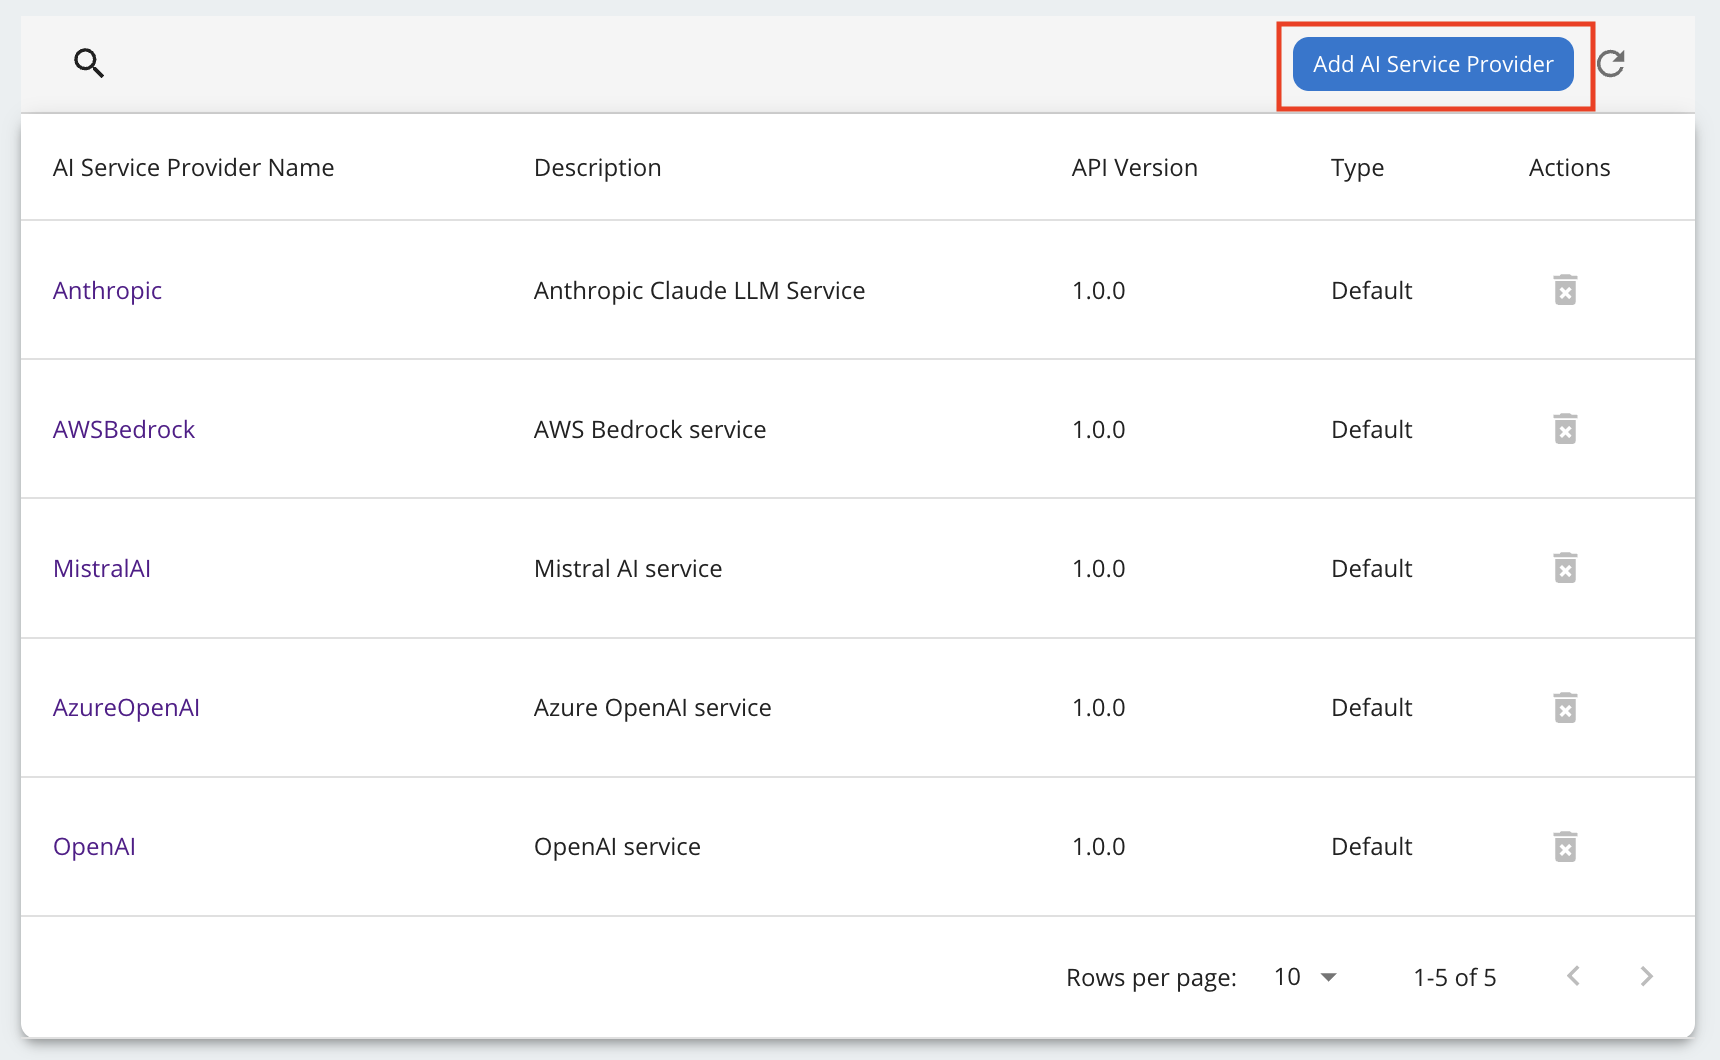 Add AI Service Provider
AI Service Provider Name Description API Version Type Actions
Anthropic Anthropic Claude LLM Service 1.0.0 Default
AWSBedrock AWS Bedrock service 1.0.0 Default
MistralAI Mistral AI service 1.0.0 Default
AzureOpenAI Azure OpenAI service 1.0.0 Default
OpenAI OpenAI service 1.0.0 Default
Rows per page: 10 1-5 of 5